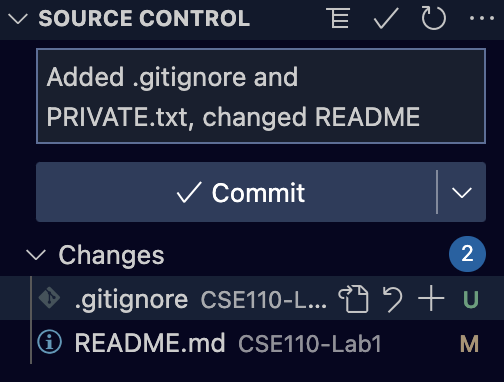 SOURCE CONTROL
Added .gitignore and
PRIVATE.txt, changed README
Commit
Changes 2
.gitignore CSE110-L... U
README.md CSE110-Lab1 M